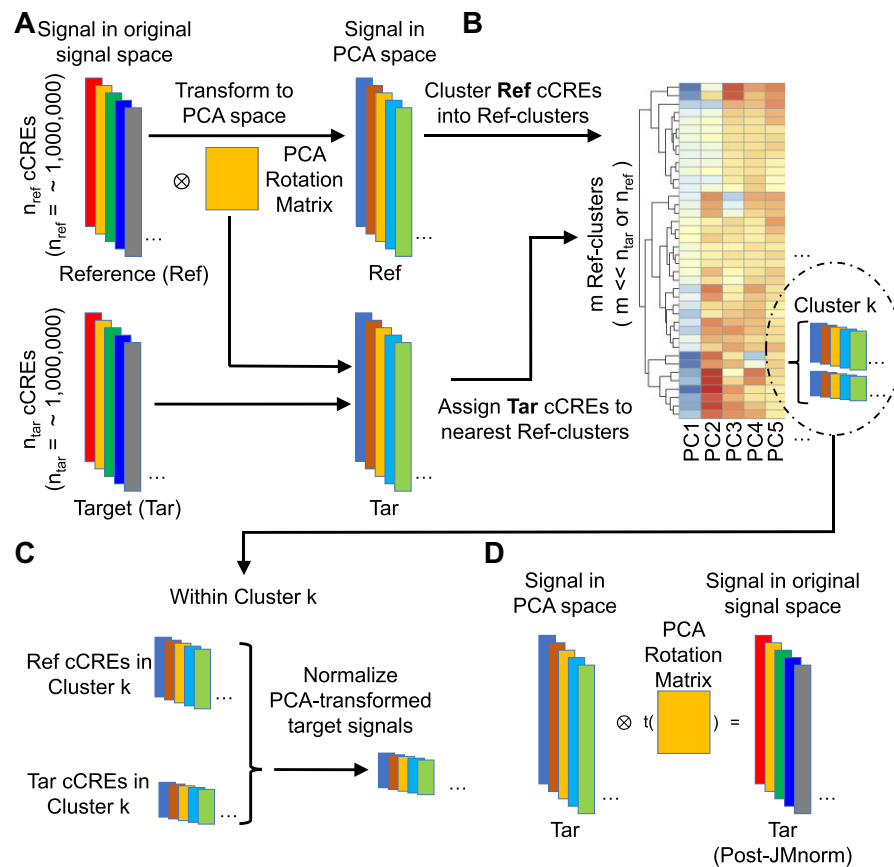 A
Signal in original
signal space
Signal in
PCA space
B
n_ref cCREs
(n_ref = ~ 1,000,000)
Transform to
PCA space
⊗
PCA
Rotation
Matrix
...
Reference (Ref)
...
Ref
Cluster Ref cCREs
into Ref-clusters
m Ref-clusters
( m << n_tar or n_ref )
...
Cluster k
...
...
...
PC1
PC2
PC3
PC4
PC5
n_tar cCREs
(n_tar = ~ 1,000,000)
...
Target (Tar)
...
Tar
Assign Tar cCREs to
nearest Ref-clusters
C
Within Cluster k
Ref cCREs in
Cluster k
...
Tar cCREs in
Cluster k
...
Normalize
PCA-transformed
target signals
...
D
Signal in
PCA space
Signal in original
signal space
PCA
Rotation
Matrix
⊗ t( ) =
...
Tar
...
Tar
(Post-JMnorm)